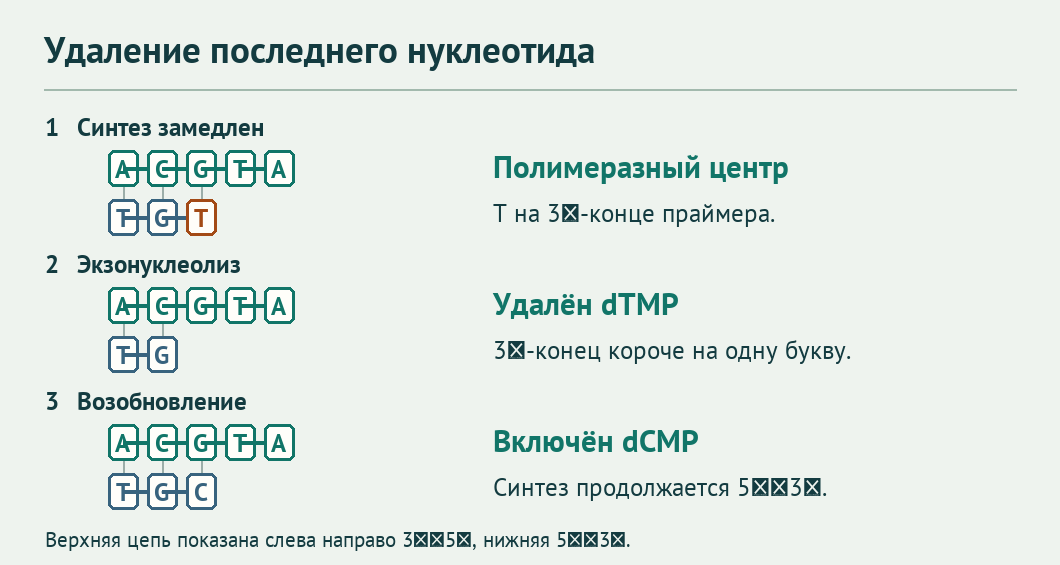 Удаление последнего нуклеотида
1 Синтез замедлен
A C G T A
T G T
Полимеразный центр
T на 3☒-конце праймера.
2 Экзонуклеолиз
A C G T A
T G
Удалён dTMP
3☒-конец короче на одну букву.
3 Возобновление
A C G T A
T G C
Включён dCMP
Синтез продолжается 5☒☒3☒.
Верхняя цепь показана слева направо 3☒☒5☒, нижняя 5☒☒3☒.